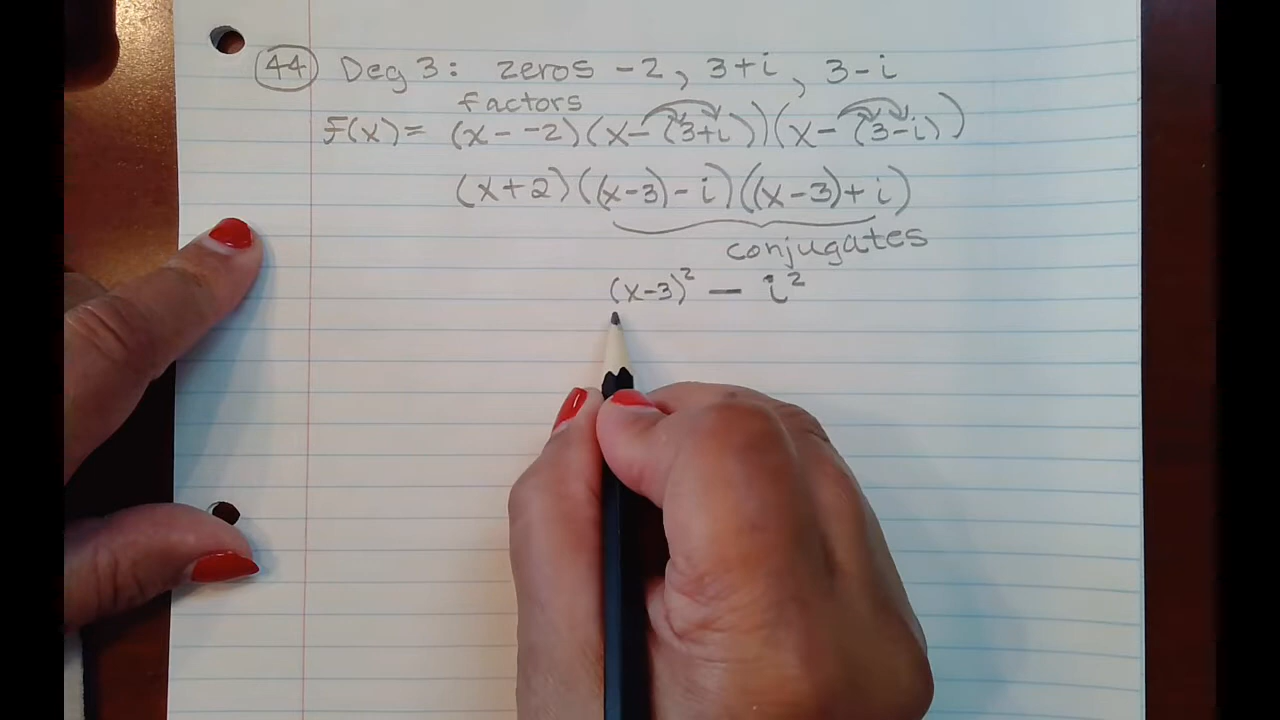 44 Deg 3: zeros -2, 3+i, 3-i
factors
F(x)= (x--2)(x-(3+i))(x-(3-i))
(x+2)((x-3)-i)((x-3)+i)
conjugates
(x-3)² - i²